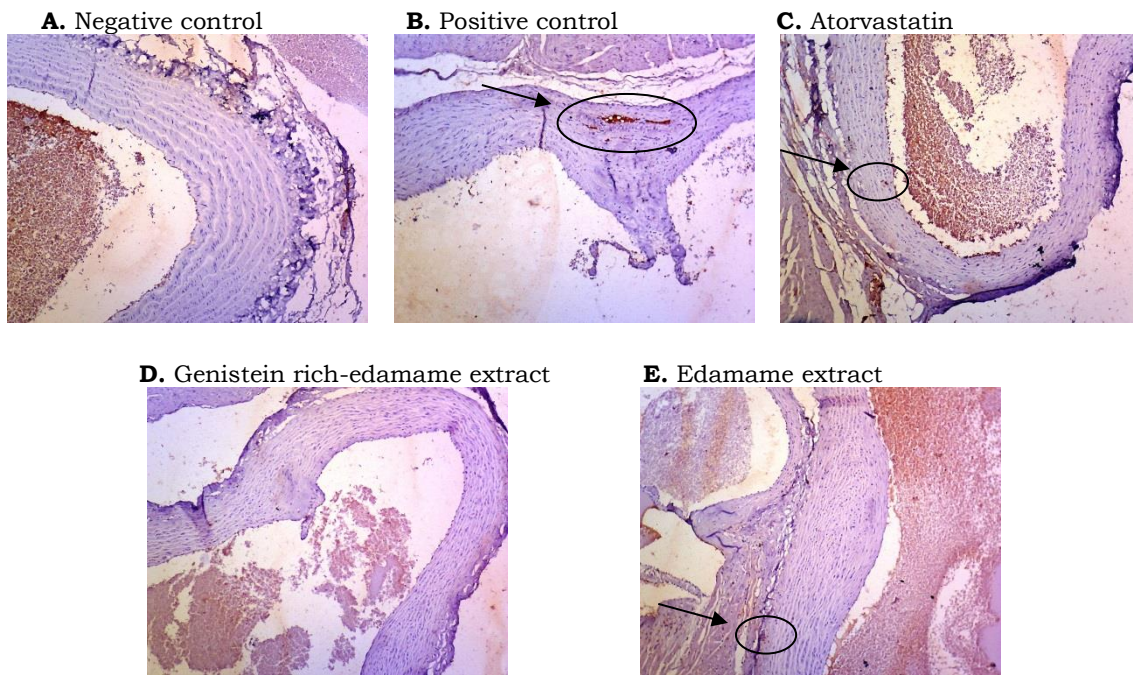 A. Negative control
B. Positive control
C. Atorvastatin
D. Genistein rich-edamame extract
E. Edamame extract